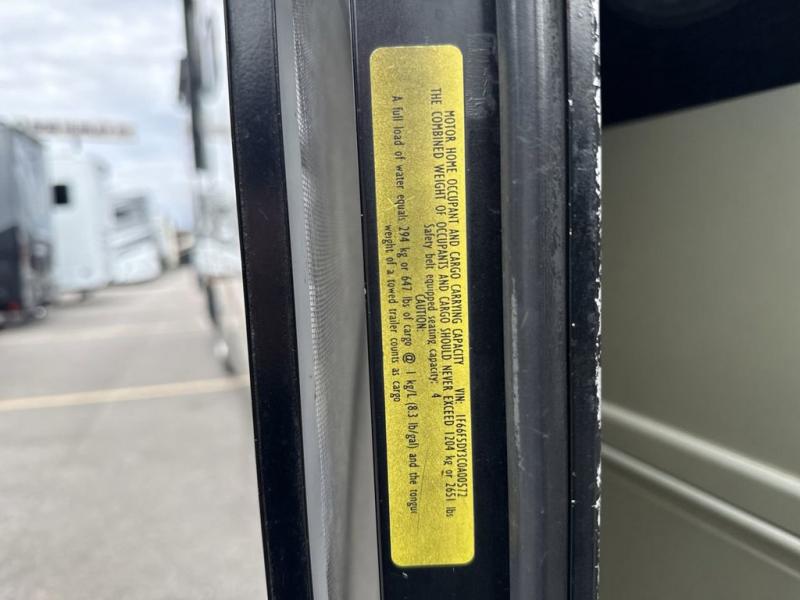 MOTOR HOME OCCUPANT AND CARGO CARRYING CAPACITY VIN: 1F66F5DY3C0A00572
THE COMBINED WEIGHT OF OCCUPANTS AND CARGO SHOULD NEVER EXCEED 1204 kg or 2651 lbs
Safety belt equipped seating capacity: 4
CAUTION:
A full load of water equals 294 kg or 647 lbs of cargo @ 1 kg/L (8.3 lb/gal) and the tongue
weight of a towed trailer counts as cargo